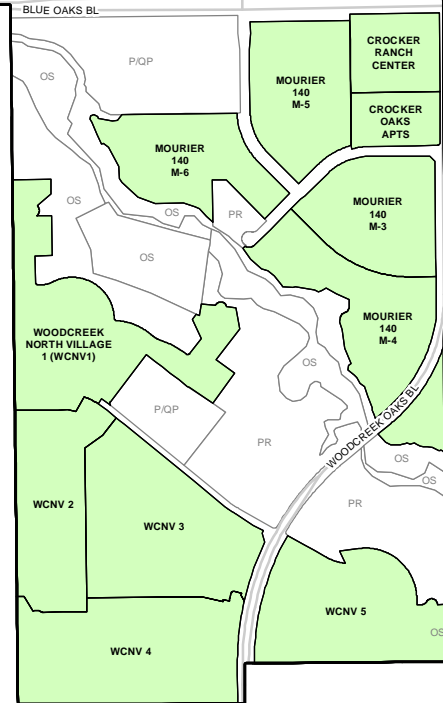 BLUE OAKS BL
P/QP
OS
MOURIER
140
M-5
CROCKER
RANCH
CENTER
CROCKER
OAKS
APTS
MOURIER
140
M-6
OS
OS
PR
MOURIER
140
M-3
OS
WOODCREEK
NORTH VILLAGE
1 (WCNV1)
MOURIER
140
M-4
OS
P/QP
PR
WOODCREEK OAKS BL
OS
OS
PR
WCNV 2
WCNV 3
WCNV 5
OS
WCNV 4